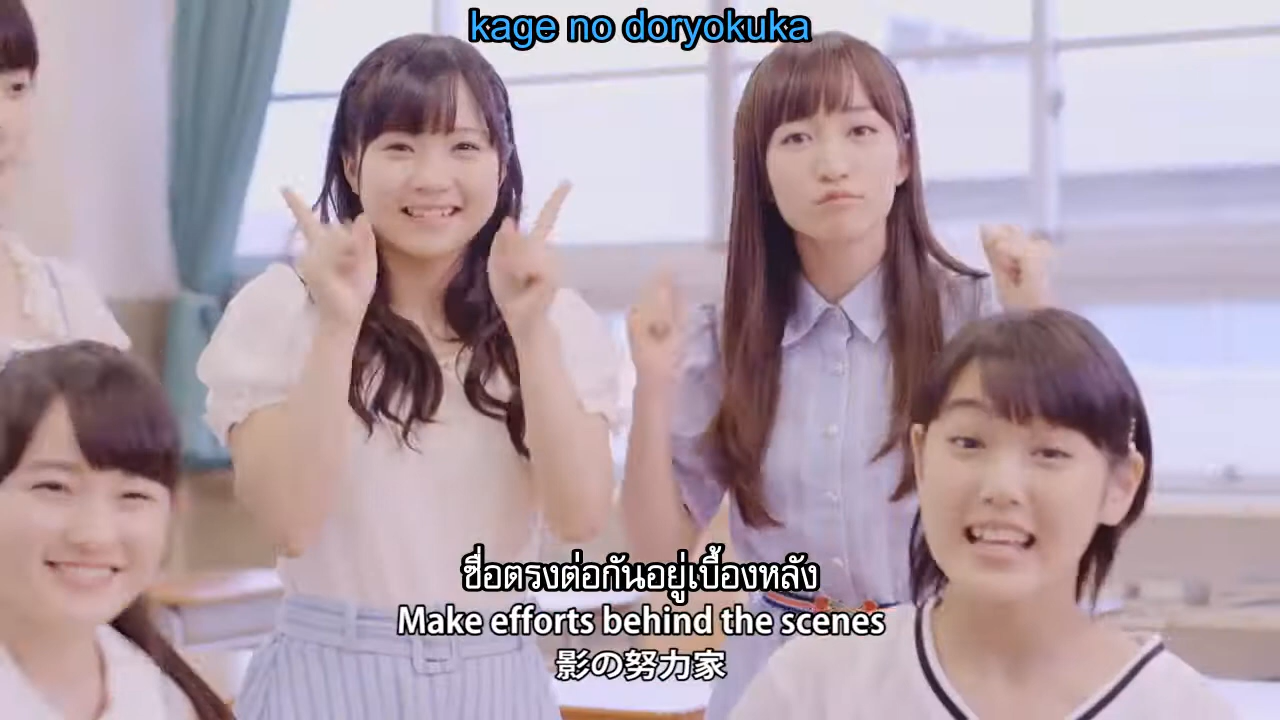 kage no doryokuka
ซื่อตรงต่อกันอยู่เบื้องหลัง
Make efforts behind the scenes
影の努力家